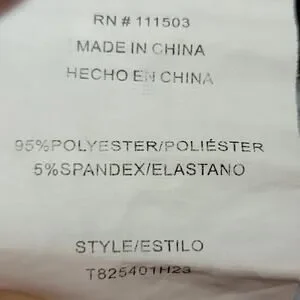 RN # 111503
MADE IN CHINA
HECHO EN CHINA
95%POLYESTER/POLIÉSTER
5%SPANDEX/ELASTANO
STYLE/ESTILO
T825401H23